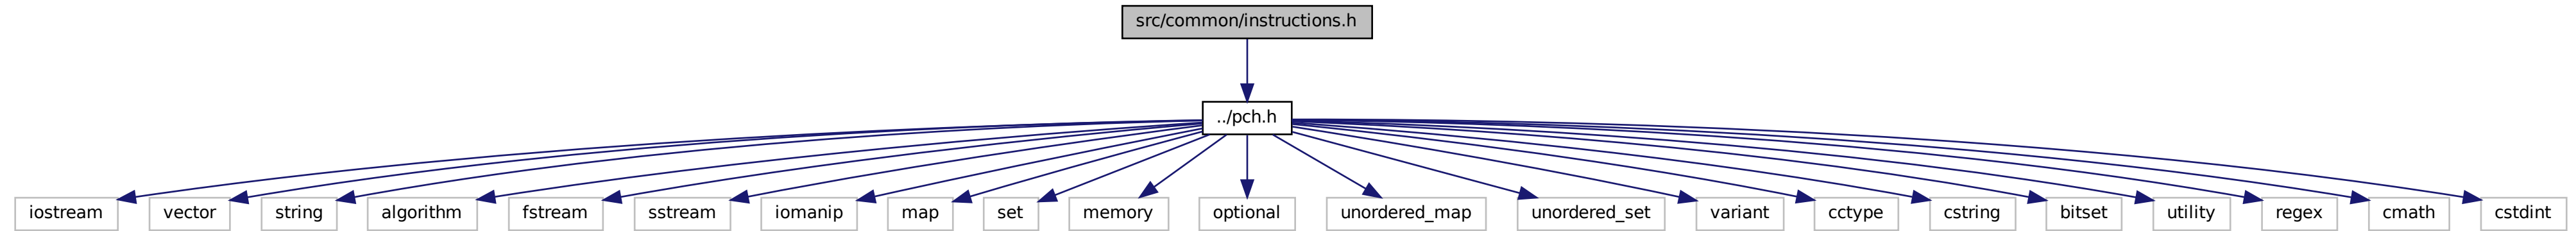 src/common/instructions.h
../pch.h
iostream
vector
string
algorithm
fstream
sstream
iomanip
map
set
memory
optional
unordered_map
unordered_set
variant
cctype
cstring
bitset
utility
regex
cmath
cstdint